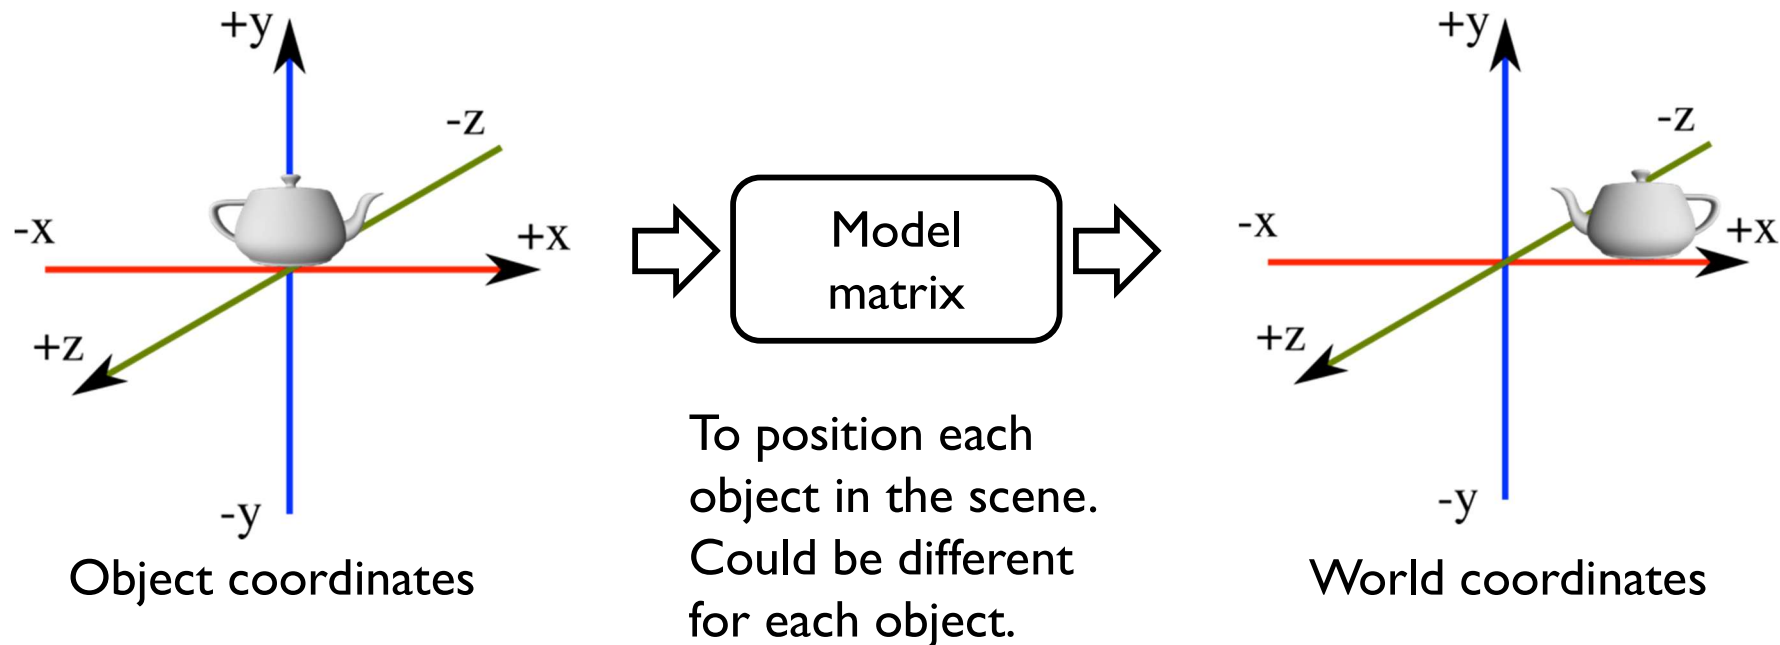 +y
-z
-x
+x
+z
-y
Object coordinates
Model
matrix
To position each
object in the scene.
Could be different
for each object.
+y
-z
-x
+x
+z
-y
World coordinates